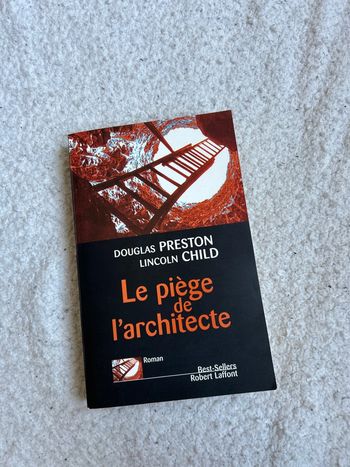 DOUGLAS PRESTON
LINCOLN CHILD
Le piège
de
l'architecte
Roman
Best-Sellers
Robert Laffont